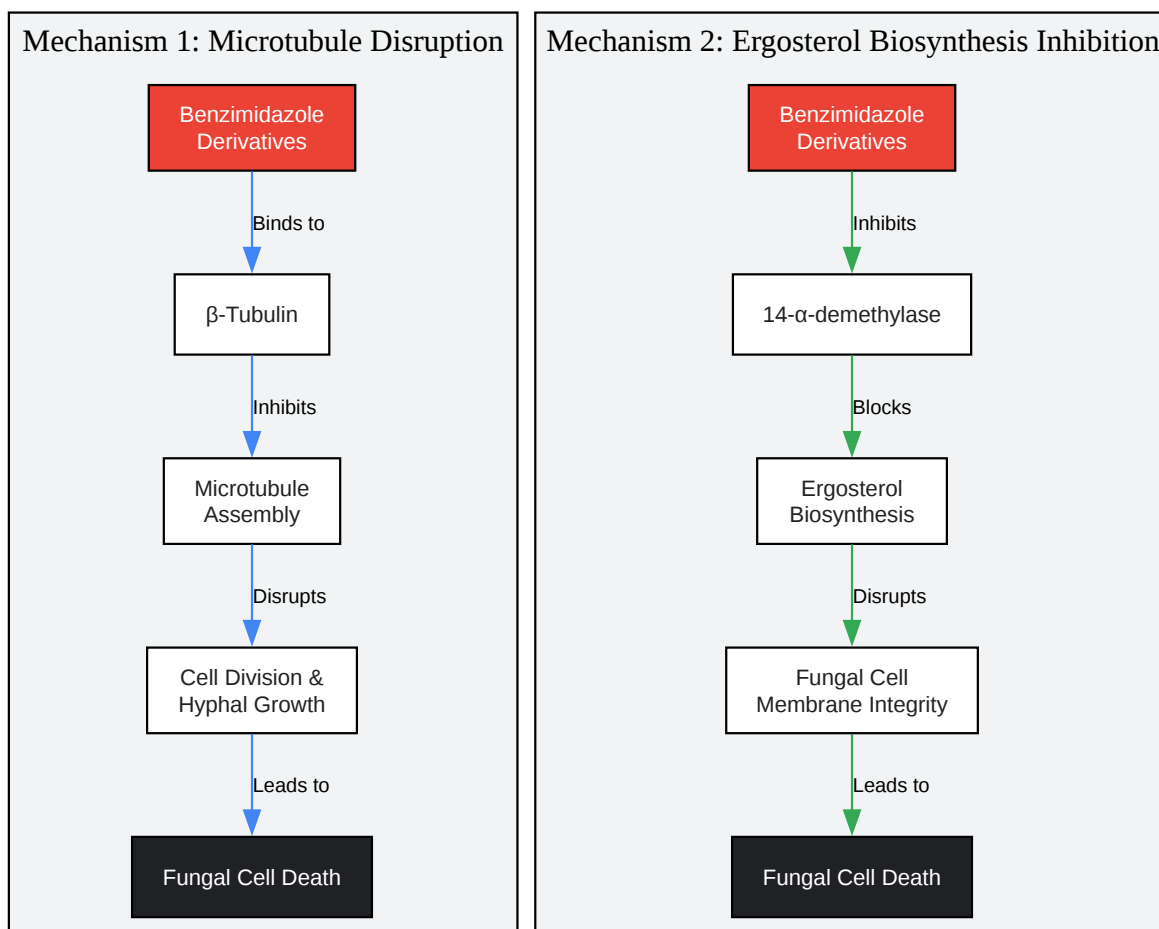 Mechanism 1: Microtubule Disruption
Benzimidazole
Derivatives
Binds to
β-Tubulin
Inhibits
Microtubule
Assembly
Disrupts
Cell Division &
Hyphal Growth
Leads to
Fungal Cell Death
Mechanism 2: Ergosterol Biosynthesis Inhibition
Benzimidazole
Derivatives
Inhibits
14-α-demethylase
Blocks
Ergosterol
Biosynthesis
Disrupts
Fungal Cell
Membrane Integrity
Leads to
Fungal Cell Death